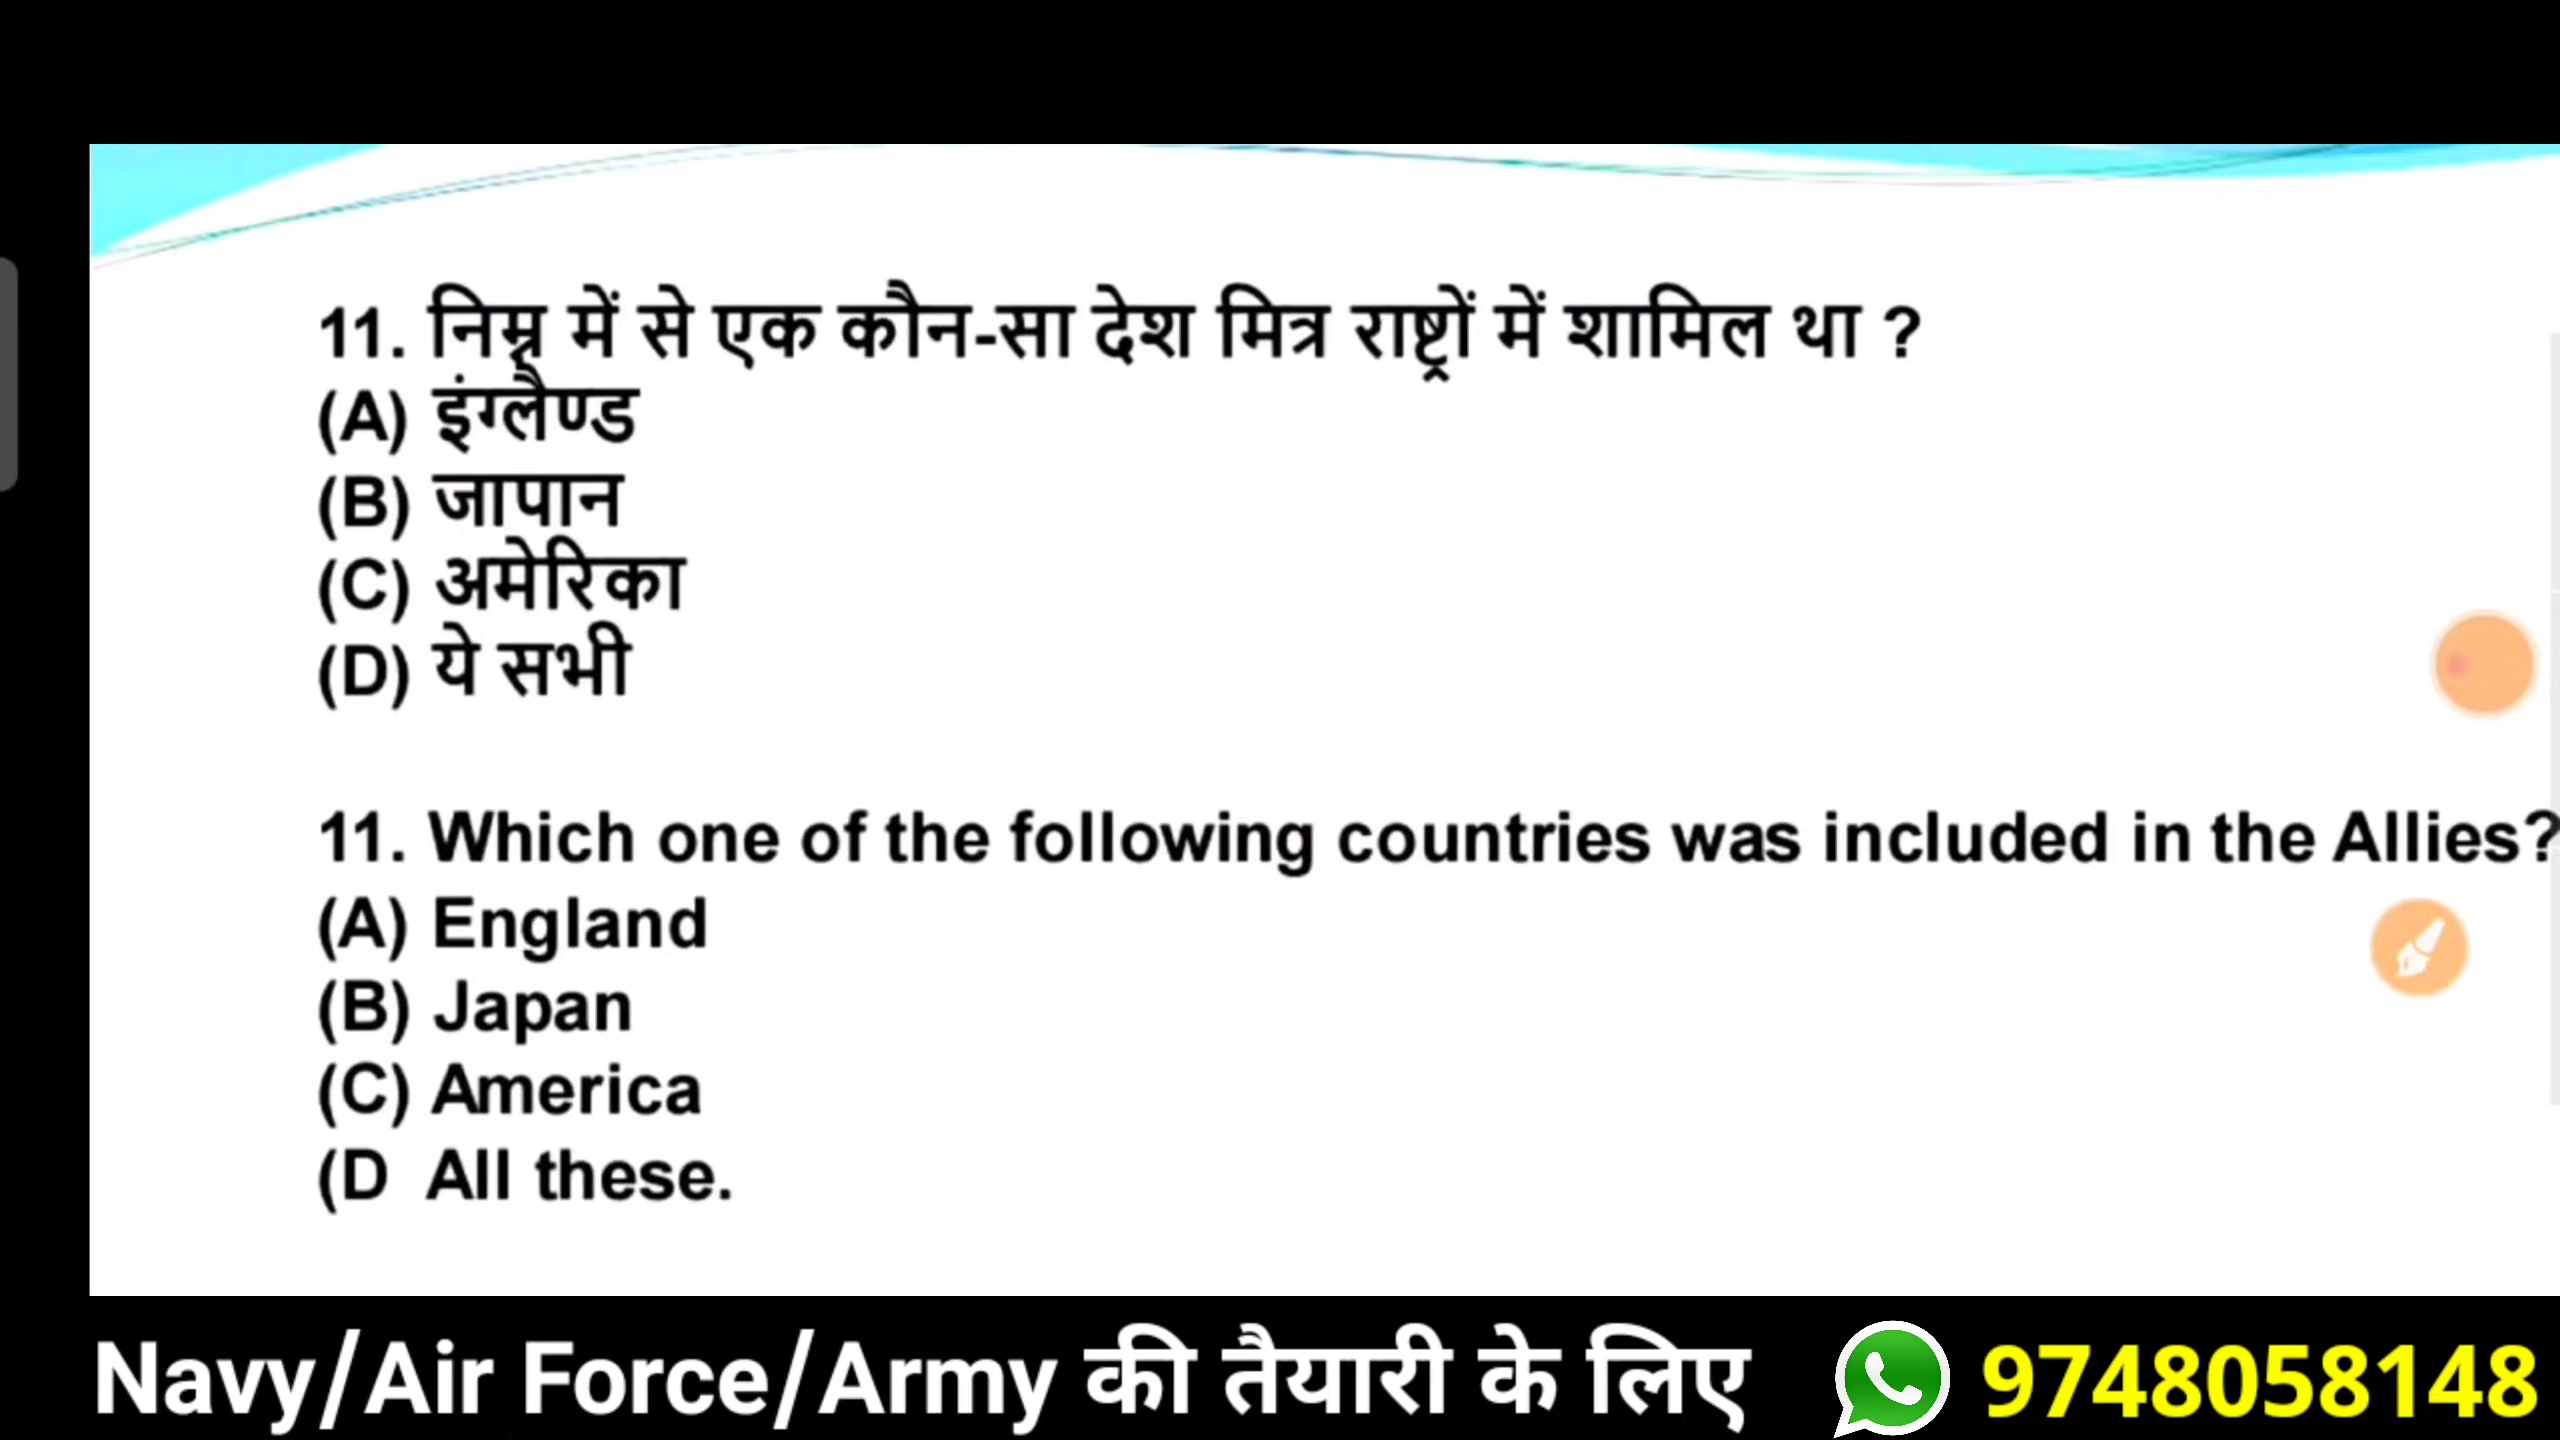 11. निम्न में से एक कौन-सा देश मित्र राष्ट्रों में शामिल था ?
(A) इंग्लैण्ड
(B) जापान
(C) अमेरिका
(D) ये सभी
11. Which one of the following countries was included in the Allies?
(A) England
(B) Japan
(C) America
(D All these.
Navy/Air Force/Army की तैयारी के लिए 9748058148